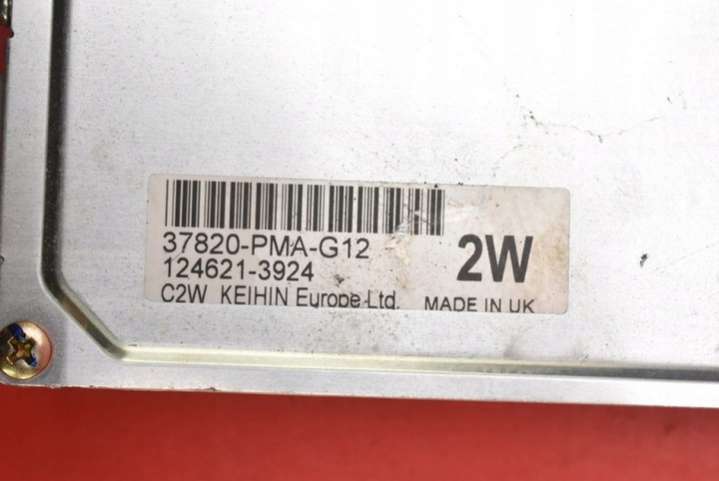 37820-PMA-G12
124621-3924
2W
C2W KEIHIN Europe Ltd. MADE IN UK